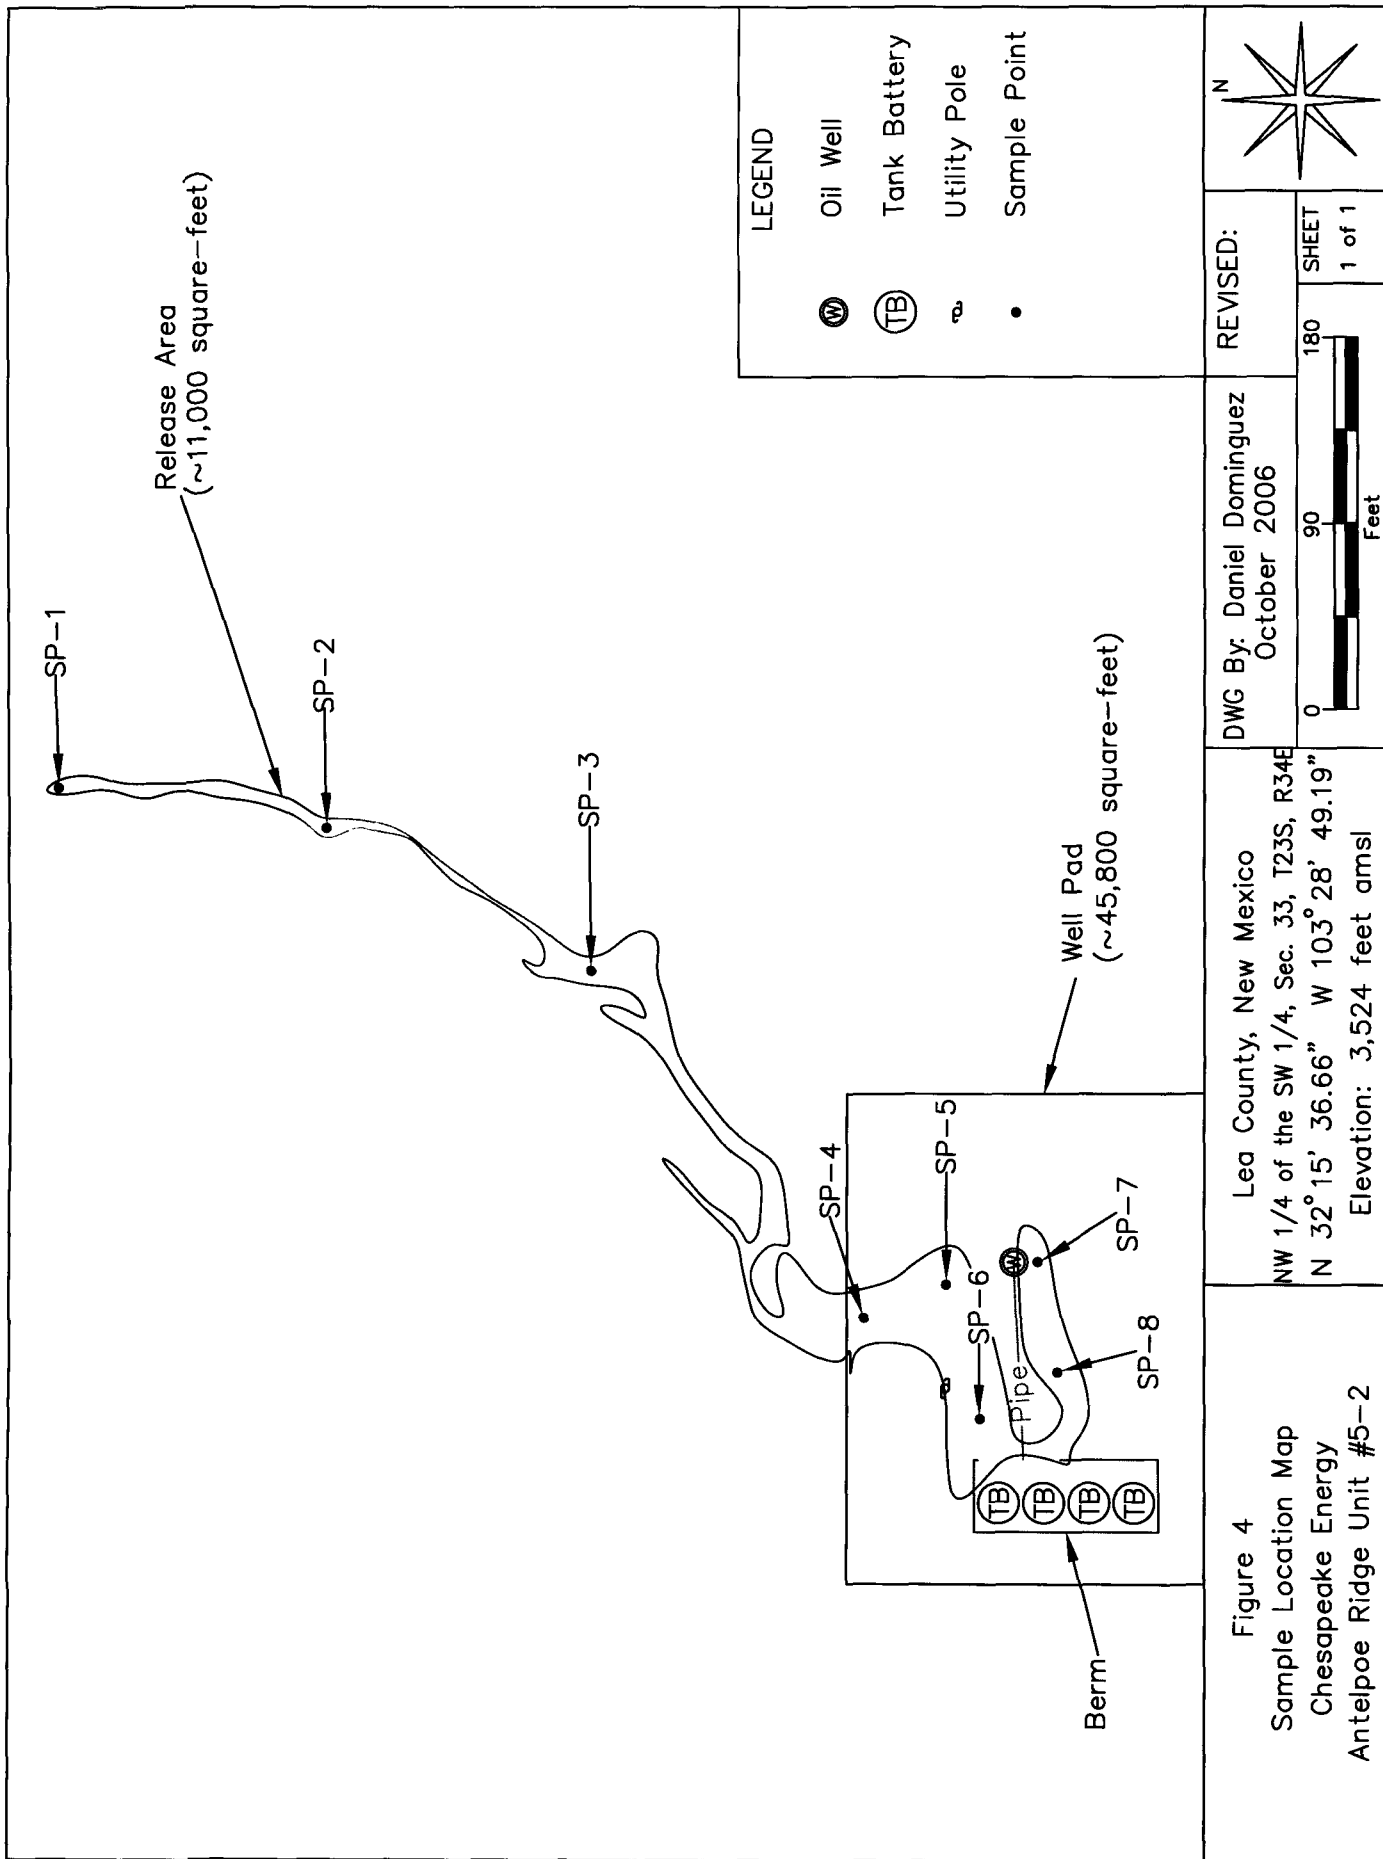 SP-1
Release Area
(~11,000 square-feet)
SP-2
SP-3
Well Pad
(~45,800 square-feet)
SP-4
SP-5
SP-6
W
Pipe
SP-7
SP-8
TB
TB
TB
TB
Berm
LEGEND
W Oil Well
TB Tank Battery
Utility Pole
Sample Point
Figure 4
Sample Location Map
Chesapeake Energy
Antelpoe Ridge Unit #5-2
Lea County, New Mexico
NW 1/4 of the SW 1/4, Sec. 33, T23S, R34E
N 32° 15' 36.66" W 103° 28' 49.19"
Elevation: 3,524 feet amsl
DWG By: Daniel Dominguez
October 2006
REVISED:
0 90 180
Feet
SHEET
1 of 1
N